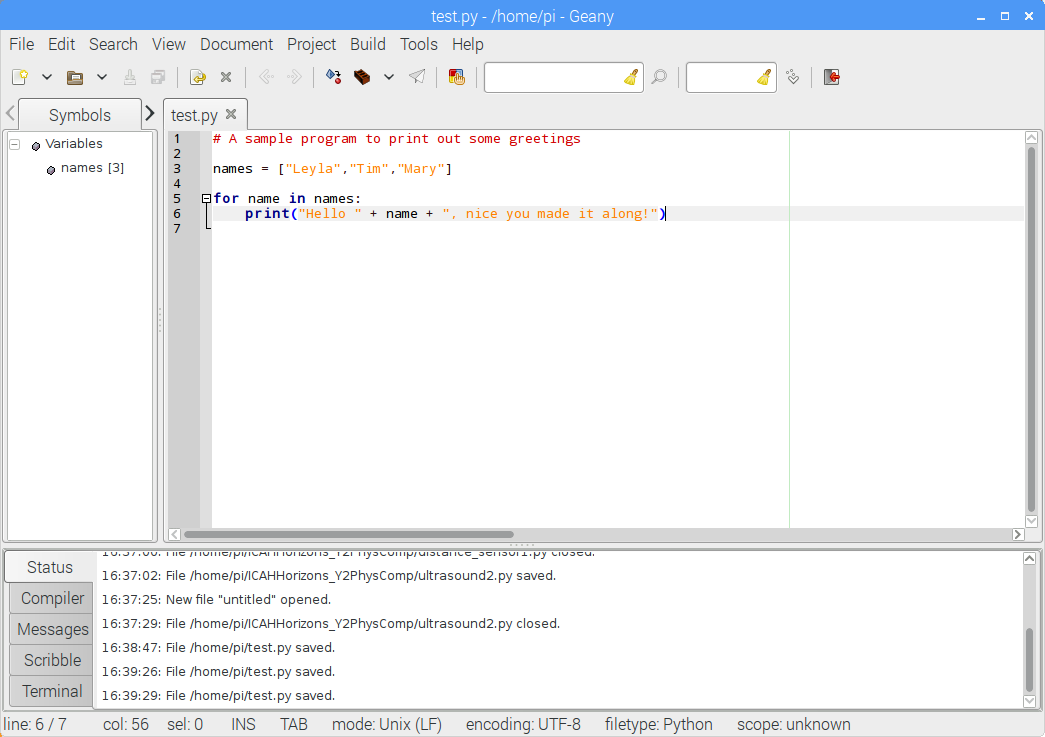 test.py - /home/pi - Geany
File Edit Search View Document Project Build Tools Help
Symbols
test.py
Variables
names [3]
1 # A sample program to print out some greetings
2
3 names = ["Leyla","Tim","Mary"]
4
5 for name in names:
6     print("Hello " + name + ", nice you made it along!")
7
Status
Compiler
Messages
Scribble
Terminal
16:37:00: File /home/pi/ICAHHorizons_Y2PhysComp/distance_sensor1.py closed.
16:37:02: File /home/pi/ICAHHorizons_Y2PhysComp/ultrasound2.py saved.
16:37:25: New file "untitled" opened.
16:37:29: File /home/pi/ICAHHorizons_Y2PhysComp/ultrasound2.py closed.
16:38:47: File /home/pi/test.py saved.
16:39:26: File /home/pi/test.py saved.
16:39:29: File /home/pi/test.py saved.
line: 6 / 7 col: 56 sel: 0 INS TAB mode: Unix (LF) encoding: UTF-8 filetype: Python scope: unknown